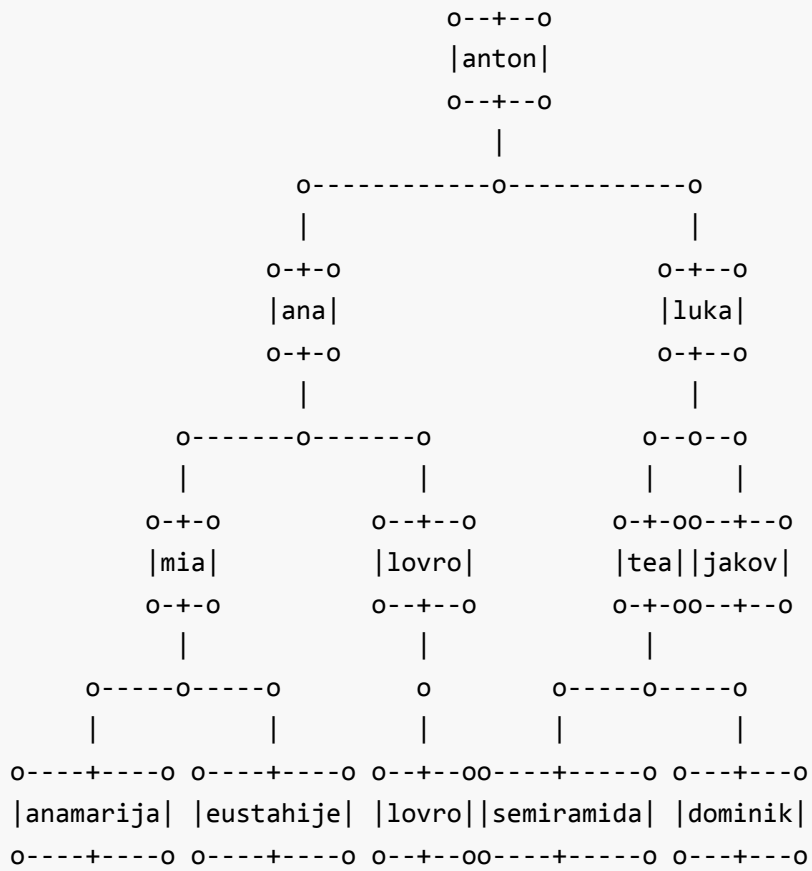 anton
ana luka
mia lovro tea jakov
anamarija eustahije lovro semiramida dominik